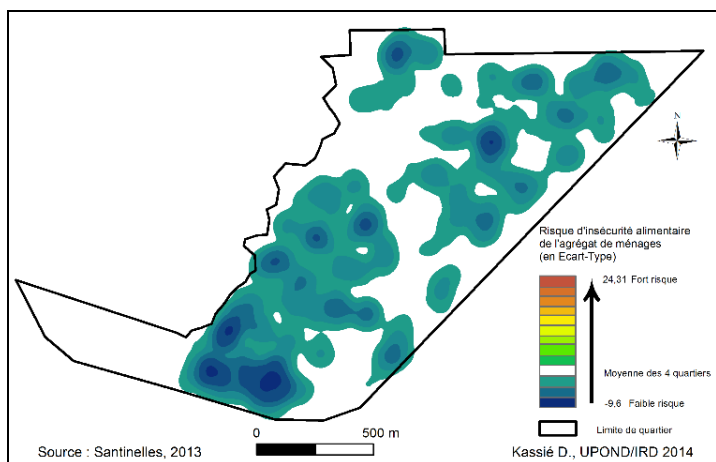 N
Risque d'insécurité alimentaire
de l'agrégat de ménages
(en Ecart-Type)
24,31 Fort risque
Moyenne des 4 quartiers
-9,6 Faible risque
Limite de quartier
Source : Santinelles, 2013
0 500 m
Kassié D., UPOND/IRD 2014